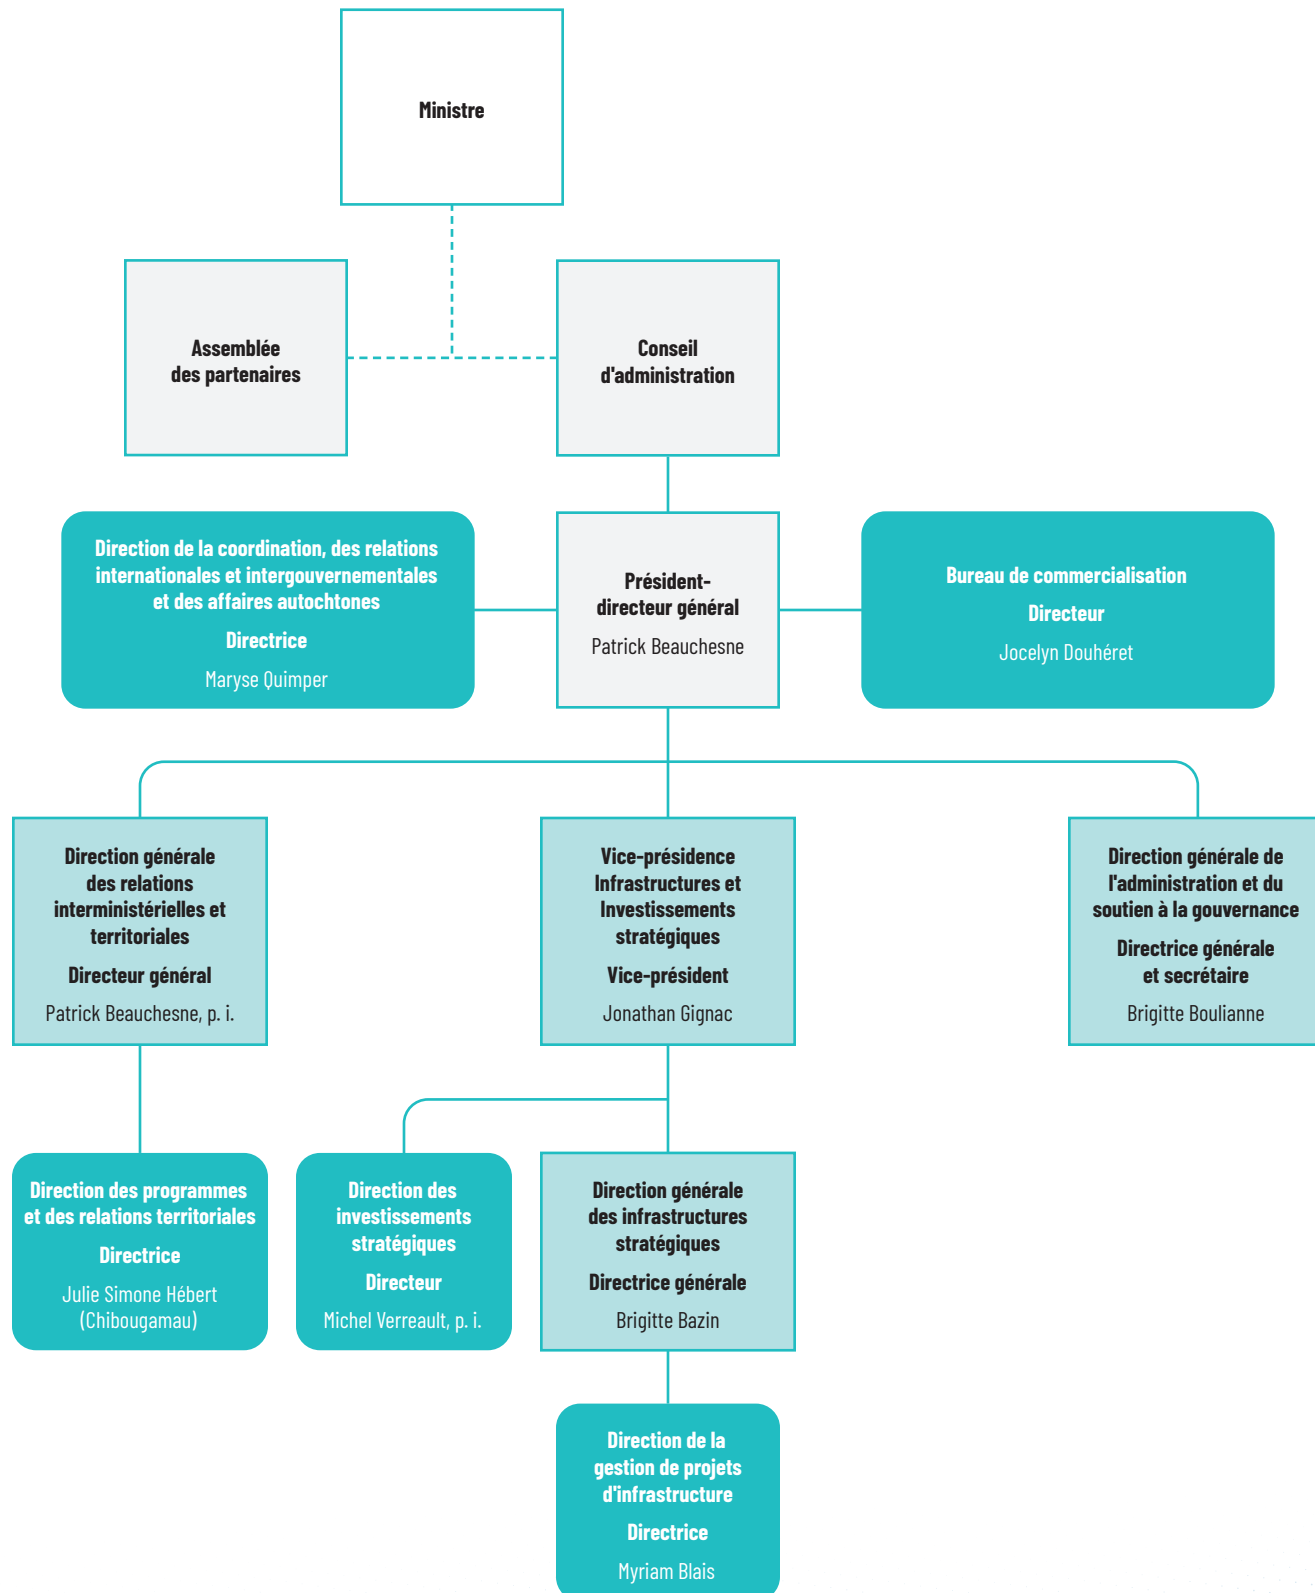 Ministre
Assemblée
des partenaires
Conseil
d'administration
Direction de la coordination, des relations
internationales et intergouvernementales
et des affaires autochtones
Directrice
Maryse Quimper
Président-
directeur général
Patrick Beauchesne
Bureau de commercialisation
Directeur
Jocelyn Douhéret
Direction générale
des relations
interministérielles et
territoriales
Directeur général
Patrick Beauchesne, p. i.
Vice-présidence
Infrastructures et
Investissements
stratégiques
Vice-président
Jonathan Gignac
Direction générale de
l'administration et du
soutien à la gouvernance
Directrice générale
et secrétaire
Brigitte Boulianne
Direction des programmes
et des relations territoriales
Directrice
Julie Simone Hébert
(Chibougamau)
Direction des
investissements
stratégiques
Directeur
Michel Verreault, p. i.
Direction générale
des infrastructures
stratégiques
Directrice générale
Brigitte Bazin
Direction de la
gestion de projets
d'infrastructure
Directrice
Myriam Blais